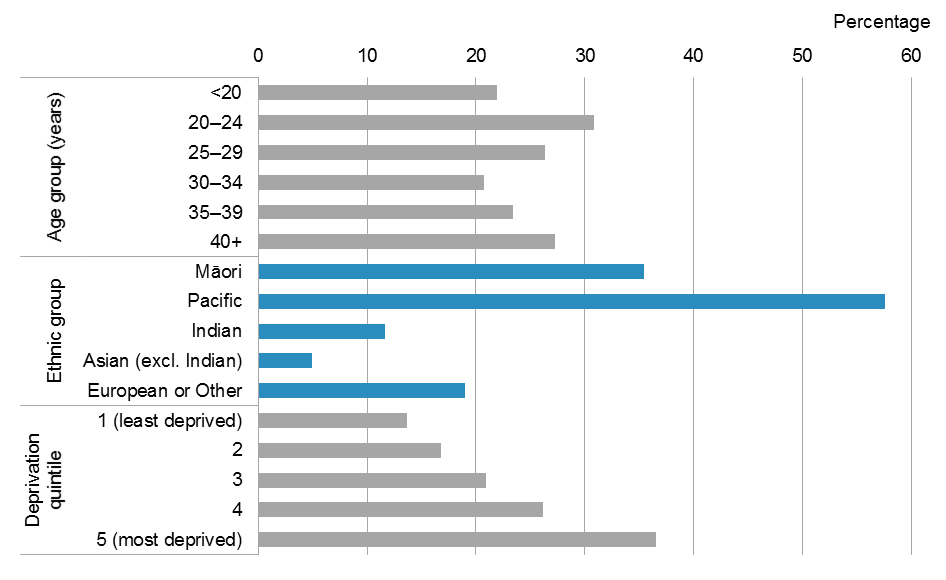 Percentage
0 10 20 30 40 50 60
Age group (years)
<20
20–24
25–29
30–34
35–39
40+
Ethnic group
Māori
Pacific
Indian
Asian (excl. Indian)
European or Other
Deprivation
quintile
1 (least deprived)
2
3
4
5 (most deprived)